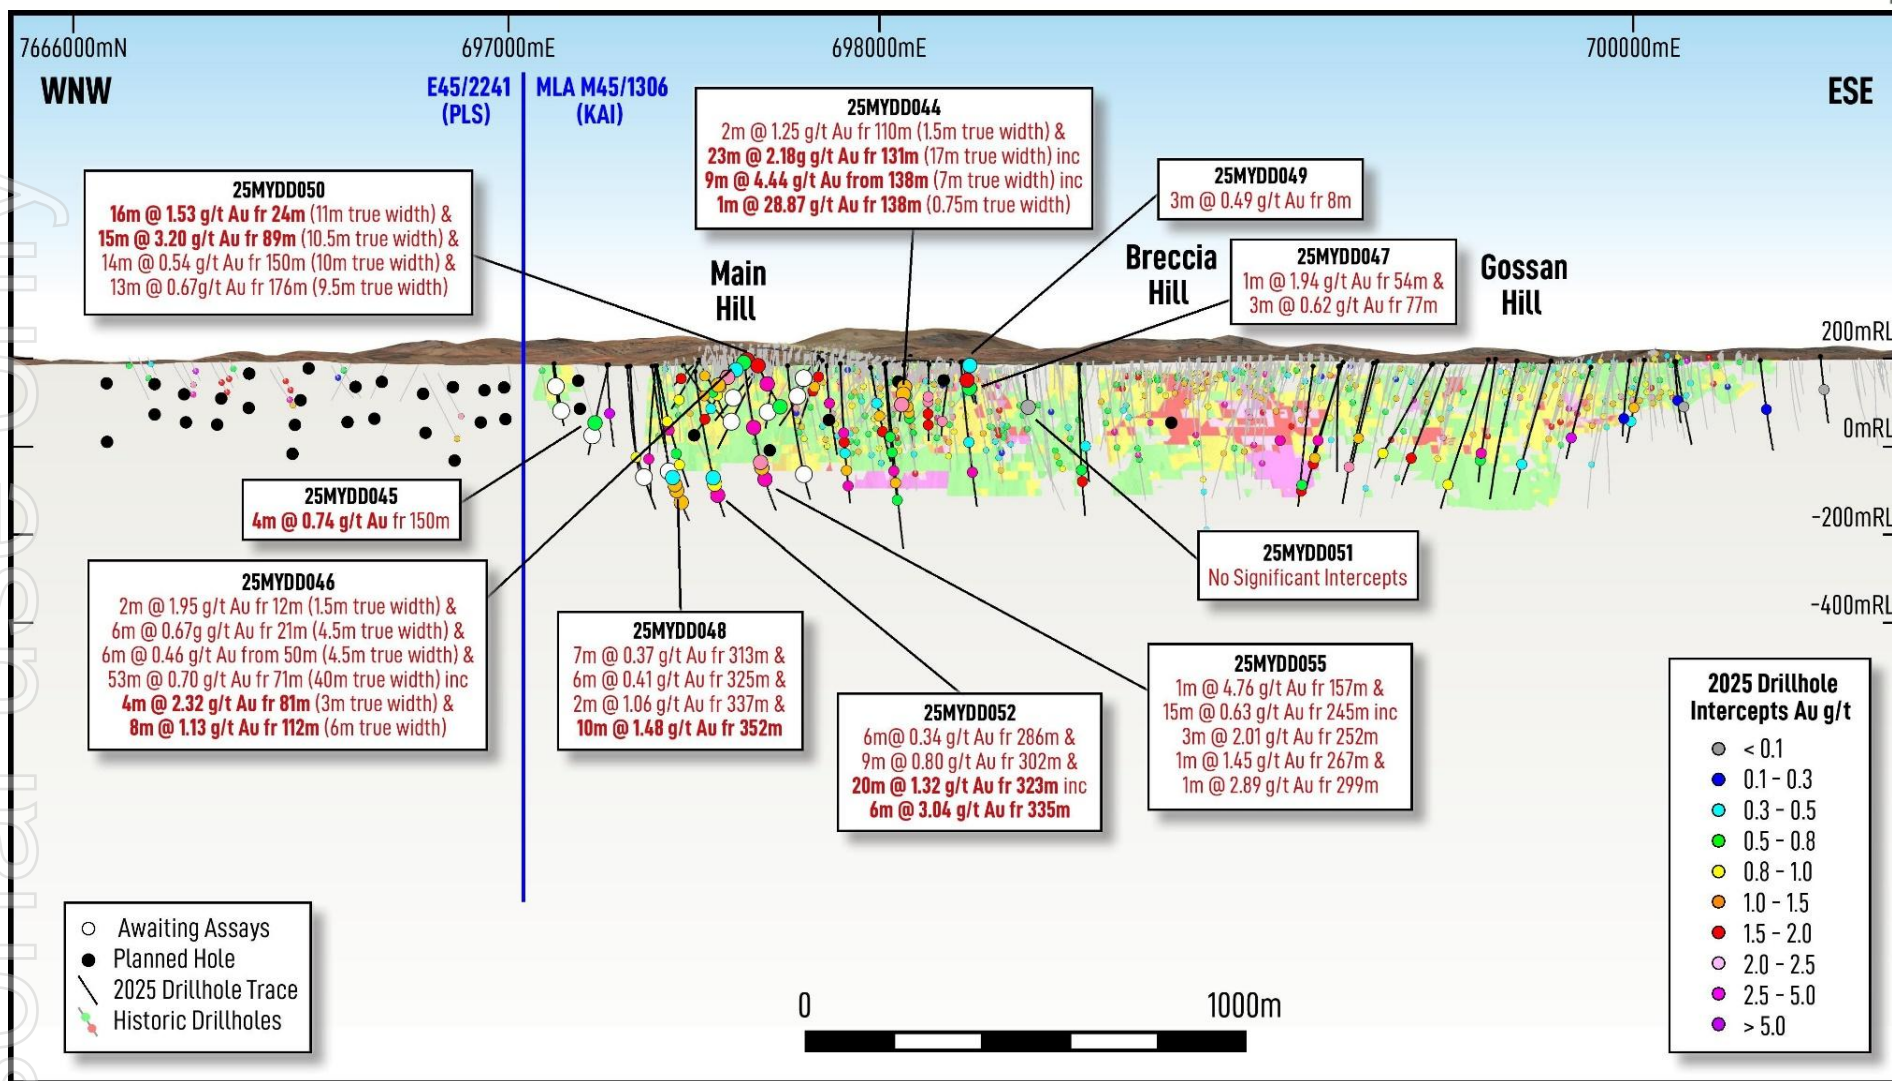 7666000mN
697000mE
698000mE
700000mE
WNW
E45/2241
(PLS)
MLA M45/1306
(KAI)
ESE
25MYDD044
2m @ 1.25 g/t Au fr 110m (1.5m true width) &
23m @ 2.18g g/t Au fr 131m (17m true width) inc
9m @ 4.44 g/t Au from 138m (7m true width) inc
1m @ 28.87 g/t Au fr 138m (0.75m true width)
25MYDD050
16m @ 1.53 g/t Au fr 24m (11m true width) &
15m @ 3.20 g/t Au fr 89m (10.5m true width) &
14m @ 0.54 g/t Au fr 150m (10m true width) &
13m @ 0.67g/t Au fr 176m (9.5m true width)
25MYDD049
3m @ 0.49 g/t Au fr 8m
Main
Hill
Breccia
Hill
25MYDD047
1m @ 1.94 g/t Au fr 54m &
3m @ 0.62 g/t Au fr 77m
Gossan
Hill
200mRL
0mRL
-200mRL
-400mRL
25MYDD045
4m @ 0.74 g/t Au fr 150m
25MYDD051
No Significant Intercepts
25MYDD046
2m @ 1.95 g/t Au fr 12m (1.5m true width) &
6m @ 0.67g g/t Au fr 21m (4.5m true width) &
6m @ 0.46 g/t Au from 50m (4.5m true width) &
53m @ 0.70 g/t Au fr 71m (40m true width) inc
4m @ 2.32 g/t Au fr 81m (3m true width) &
8m @ 1.13 g/t Au fr 112m (6m true width)
25MYDD048
7m @ 0.37 g/t Au fr 313m &
6m @ 0.41 g/t Au fr 325m &
2m @ 1.06 g/t Au fr 337m &
10m @ 1.48 g/t Au fr 352m
25MYDD052
6m@ 0.34 g/t Au fr 286m &
9m @ 0.80 g/t Au fr 302m &
20m @ 1.32 g/t Au fr 323m inc
6m @ 3.04 g/t Au fr 335m
25MYDD055
1m @ 4.76 g/t Au fr 157m &
15m @ 0.63 g/t Au fr 245m inc
3m @ 2.01 g/t Au fr 252m
1m @ 1.45 g/t Au fr 267m &
1m @ 2.89 g/t Au fr 299m
2025 Drillhole
Intercepts Au g/t
< 0.1
0.1 - 0.3
0.3 - 0.5
0.5 - 0.8
0.8 - 1.0
1.0 - 1.5
1.5 - 2.0
2.0 - 2.5
2.5 - 5.0
> 5.0
Awaiting Assays
Planned Hole
2025 Drillhole Trace
Historic Drillholes
0
1000m